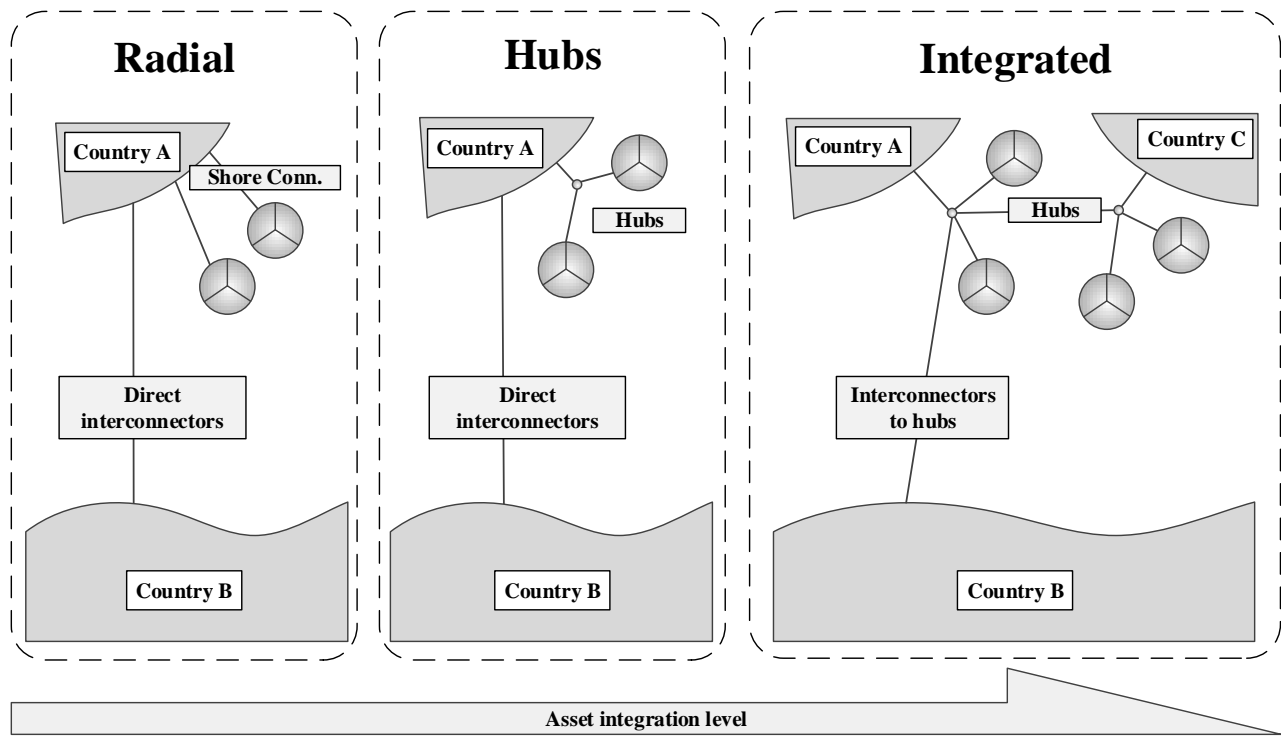 Radial
Country A
Shore Conn.
Direct
interconnectors
Country B
Hubs
Country A
Hubs
Direct
interconnectors
Country B
Integrated
Country A
Country C
Hubs
Interconnectors
to hubs
Country B
Asset integration level